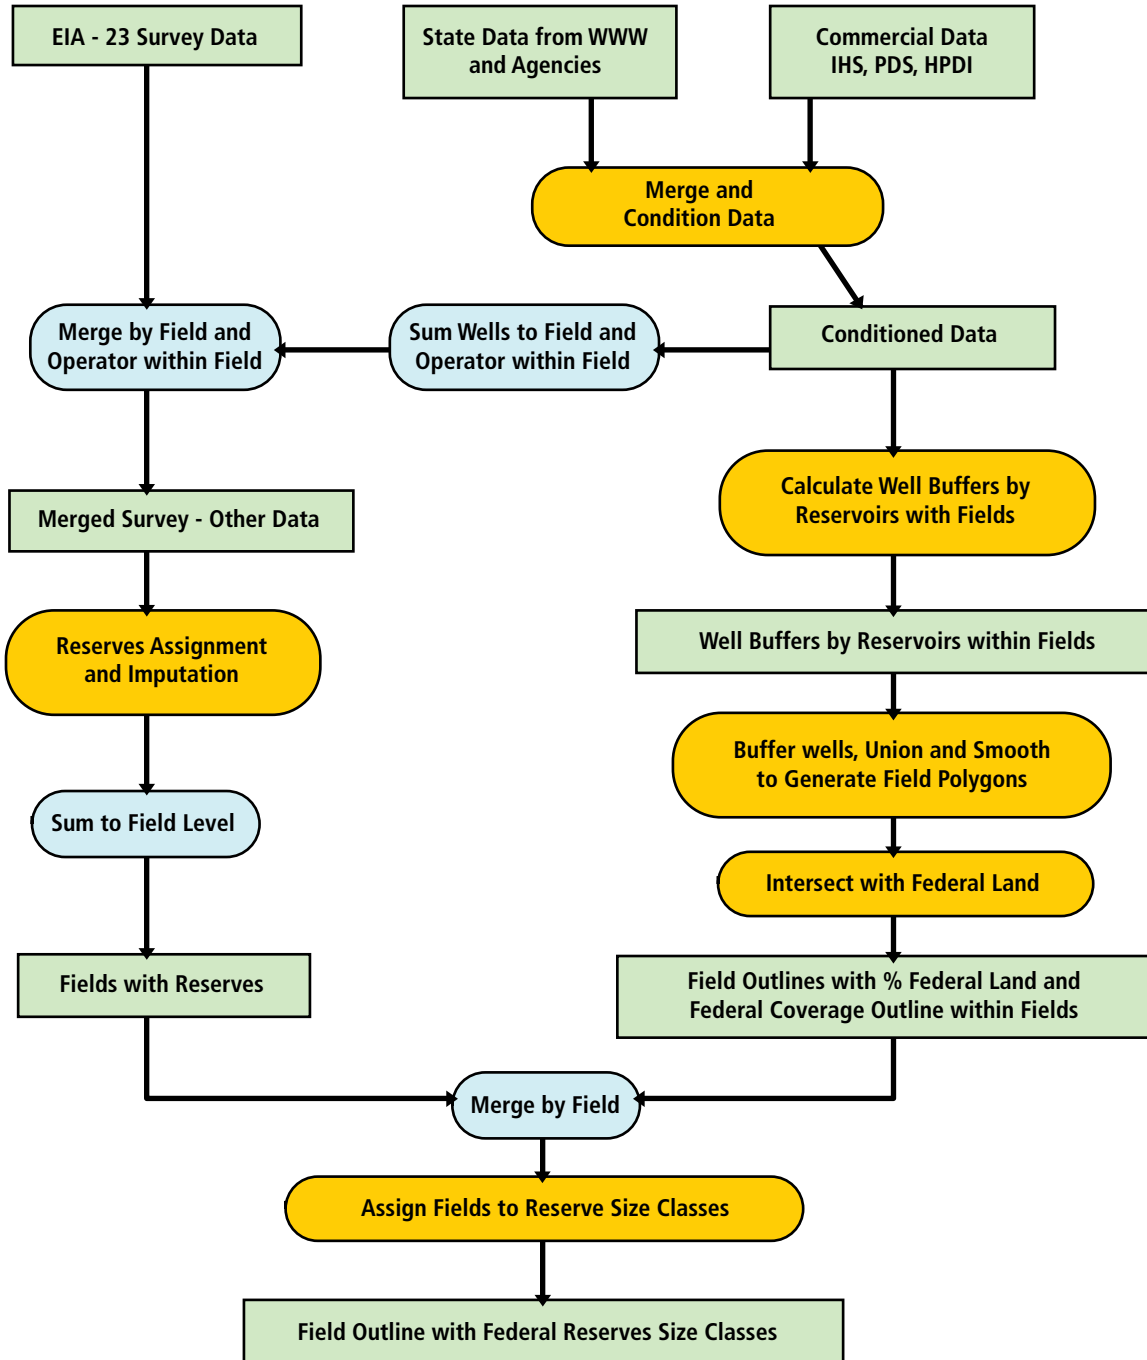 EIA - 23 Survey Data
State Data from WWW
and Agencies
Commercial Data
IHS, PDS, HPDI
Merge and
Condition Data
Merge by Field and
Operator within Field
Sum Wells to Field and
Operator within Field
Conditioned Data
Merged Survey - Other Data
Calculate Well Buffers by
Reservoirs with Fields
Reserves Assignment
and Imputation
Well Buffers by Reservoirs within Fields
Buffer wells, Union and Smooth
to Generate Field Polygons
Sum to Field Level
Intersect with Federal Land
Fields with Reserves
Field Outlines with % Federal Land and
Federal Coverage Outline within Fields
Merge by Field
Assign Fields to Reserve Size Classes
Field Outline with Federal Reserves Size Classes